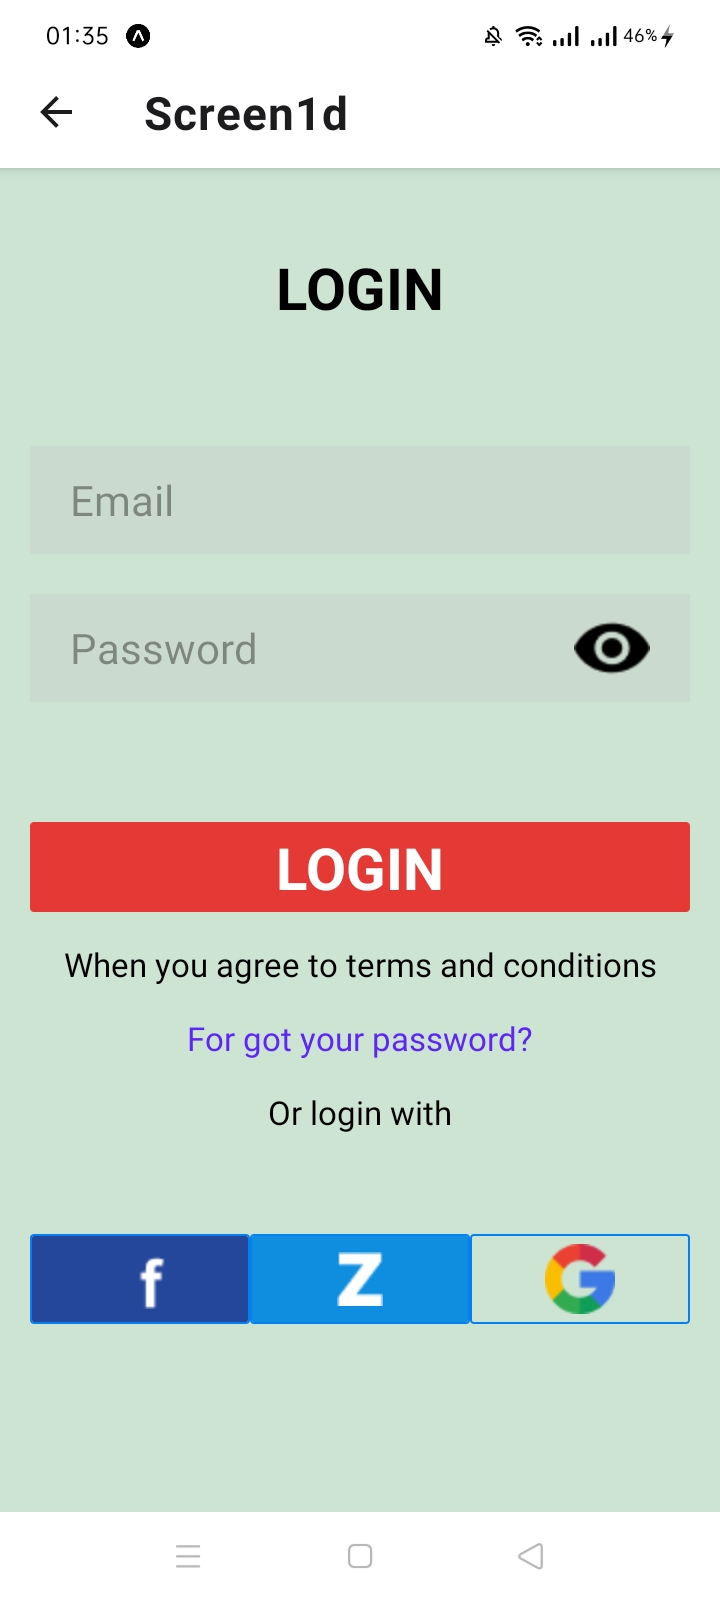 01:35
46%
Screen1d
LOGIN
Email
Password
LOGIN
When you agree to terms and conditions
For got your password?
Or login with
f Z G